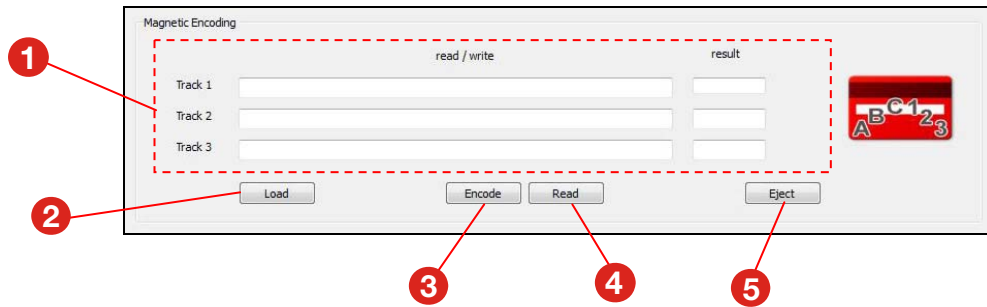 Magnetic Encoding
1
read / write
result
Track 1
ABC123
Track 2
Track 3
Load
Encode
Read
Eject
2
3
4
5